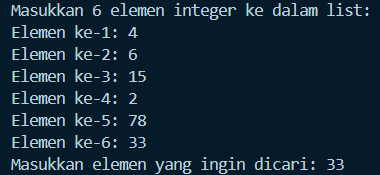 Masukkan 6 elemen integer ke dalam list:
Elemen ke-1: 4
Elemen ke-2: 6
Elemen ke-3: 15
Elemen ke-4: 2
Elemen ke-5: 78
Elemen ke-6: 33
Masukkan elemen yang ingin dicari: 33